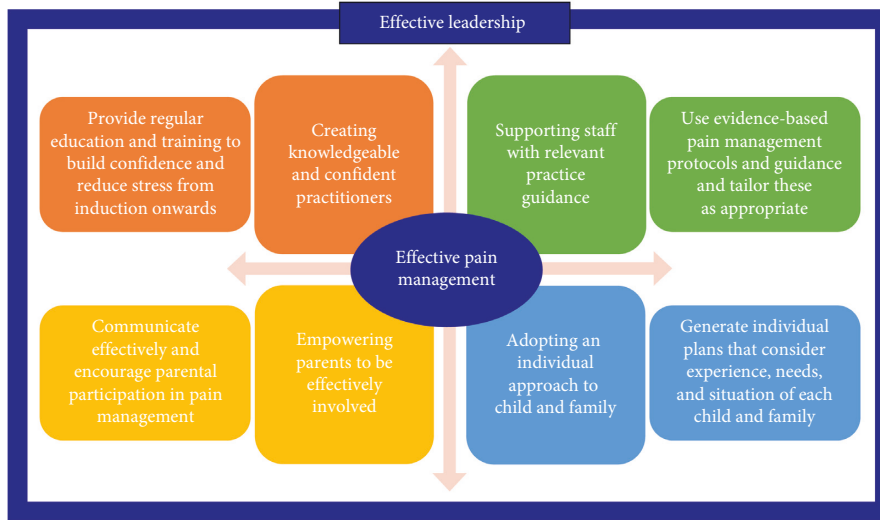 Effective leadership
Provide regular
education and training to
build confidence and
reduce stress from
induction onwards
Creating
knowledgeable
and confident
practitioners
Supporting staff
with relevant
practice
guidance
Use evidence-based
pain management
protocols and guidance
and tailor these
as appropriate
Effective pain
management
Communicate
effectively and
encourage parental
participation in pain
management
Empowering
parents to be
effectively
involved
Adopting an
individual
approach to
child and family
Generate individual
plans that consider
experience, needs,
and situation of each
child and family